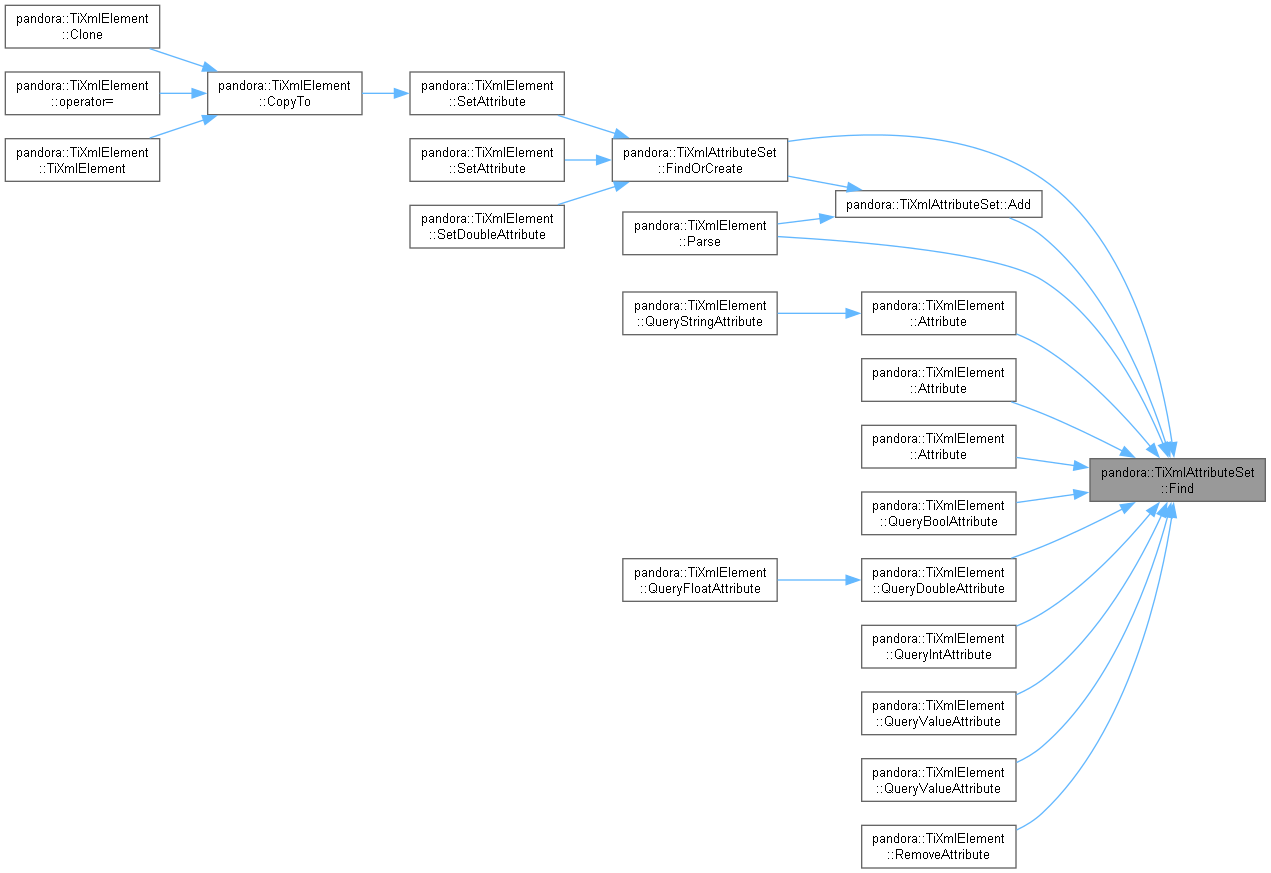 pandora::TiXmlElement
::Clone
pandora::TiXmlElement
::operator=
pandora::TiXmlElement
::TiXmlElement
pandora::TiXmlElement
::CopyTo
pandora::TiXmlElement
::SetAttribute
pandora::TiXmlElement
::SetAttribute
pandora::TiXmlElement
::SetDoubleAttribute
pandora::TiXmlAttributeSet
::FindOrCreate
pandora::TiXmlAttributeSet::Add
pandora::TiXmlElement
::Parse
pandora::TiXmlElement
::QueryStringAttribute
pandora::TiXmlElement
::Attribute
pandora::TiXmlElement
::Attribute
pandora::TiXmlElement
::Attribute
pandora::TiXmlAttributeSet
::Find
pandora::TiXmlElement
::QueryBoolAttribute
pandora::TiXmlElement
::QueryFloatAttribute
pandora::TiXmlElement
::QueryDoubleAttribute
pandora::TiXmlElement
::QueryIntAttribute
pandora::TiXmlElement
::QueryValueAttribute
pandora::TiXmlElement
::QueryValueAttribute
pandora::TiXmlElement
::RemoveAttribute